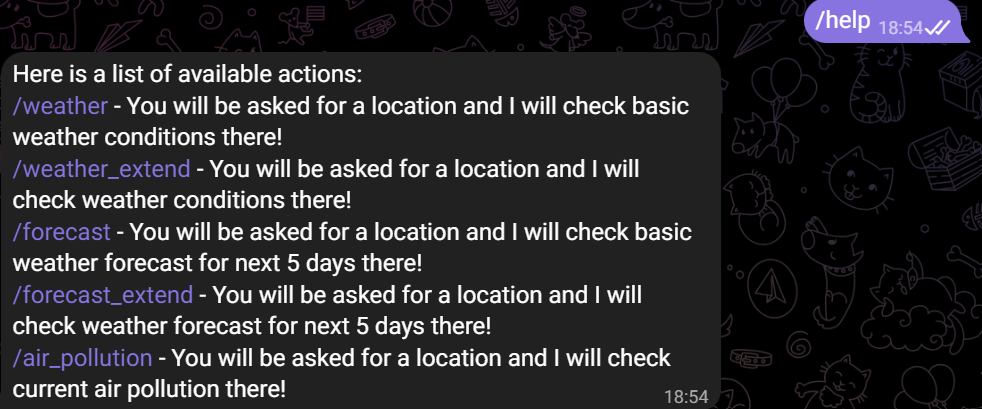 /help 18:54
Here is a list of available actions:
/weather - You will be asked for a location and I will check basic
weather conditions there!
/weather_extend - You will be asked for a location and I will
check weather conditions there!
/forecast - You will be asked for a location and I will check basic
weather forecast for next 5 days there!
/forecast_extend - You will be asked for a location and I will
check weather forecast for next 5 days there!
/air_pollution - You will be asked for a location and I will check
current air pollution there!
18:54